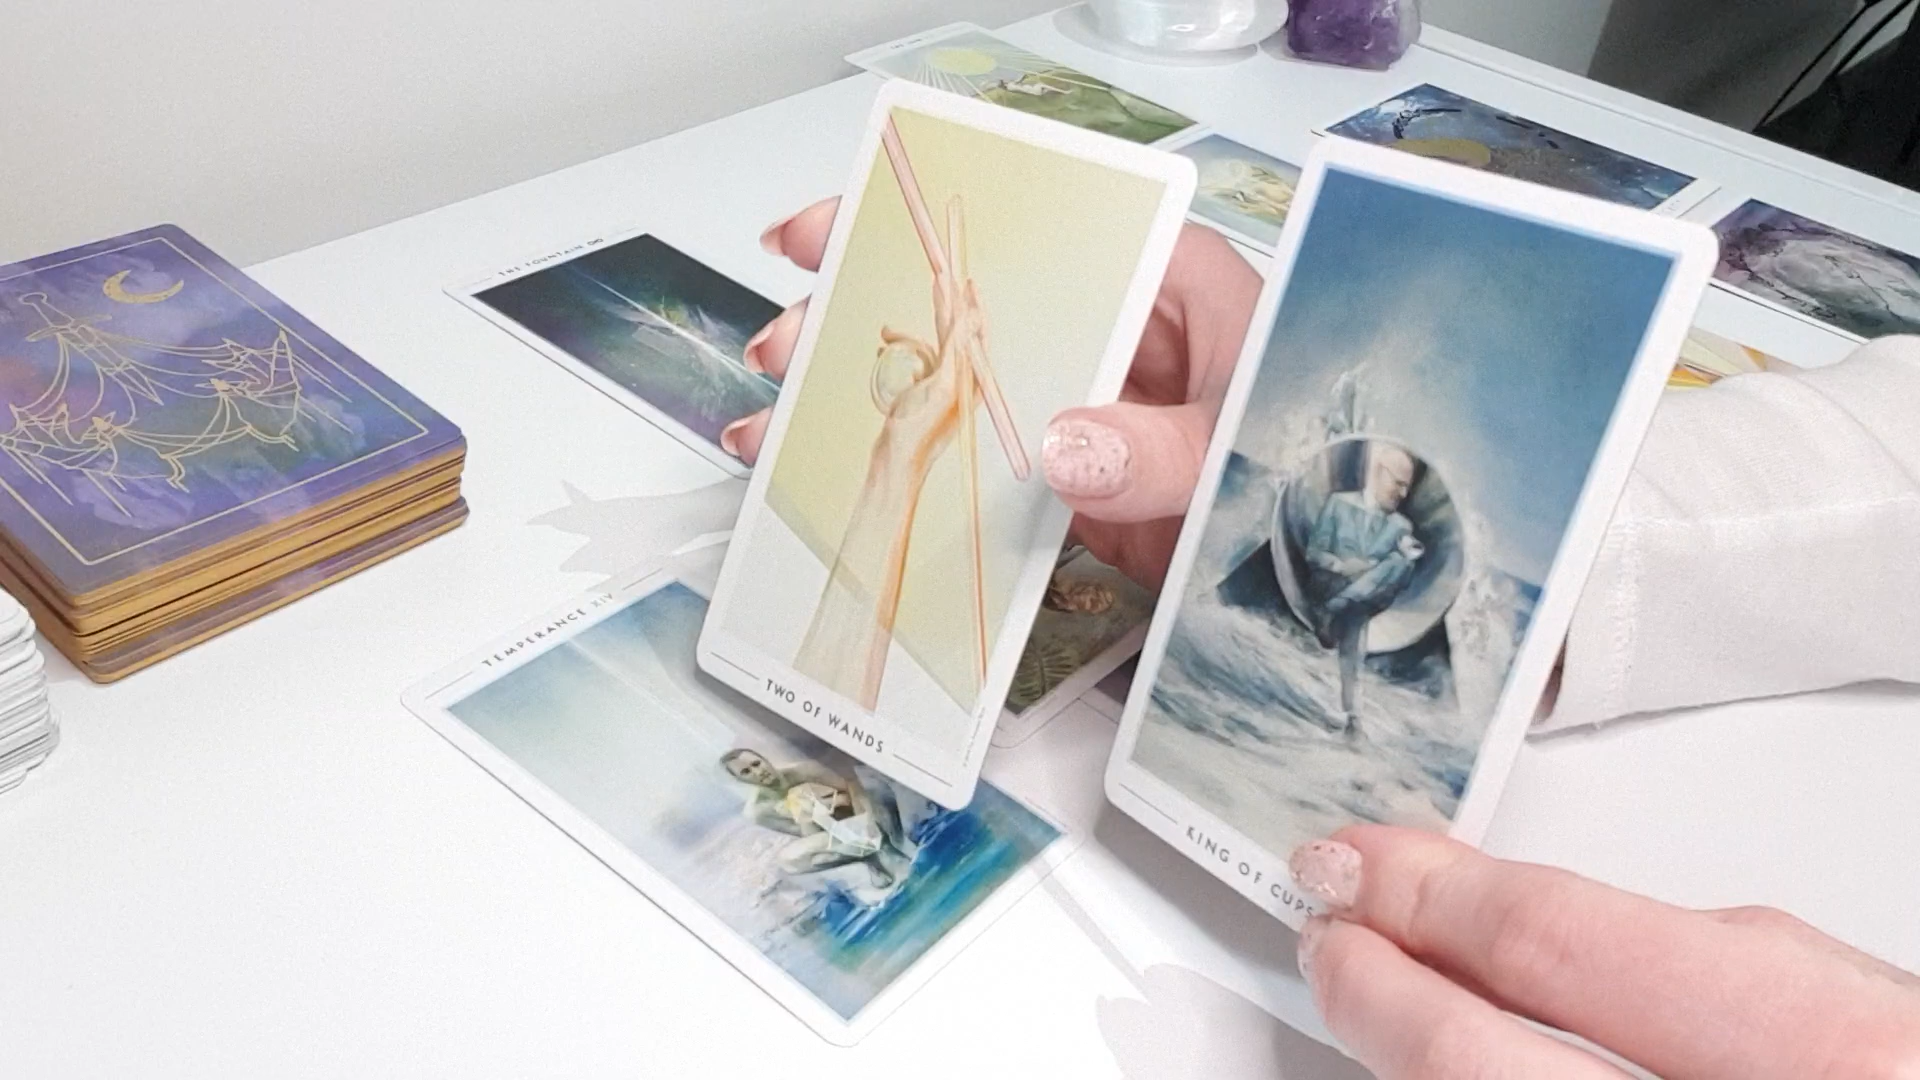 THE FOUNTAIN ∞
TEMPERANCE XIV
TWO OF WANDS
KING OF CUPS